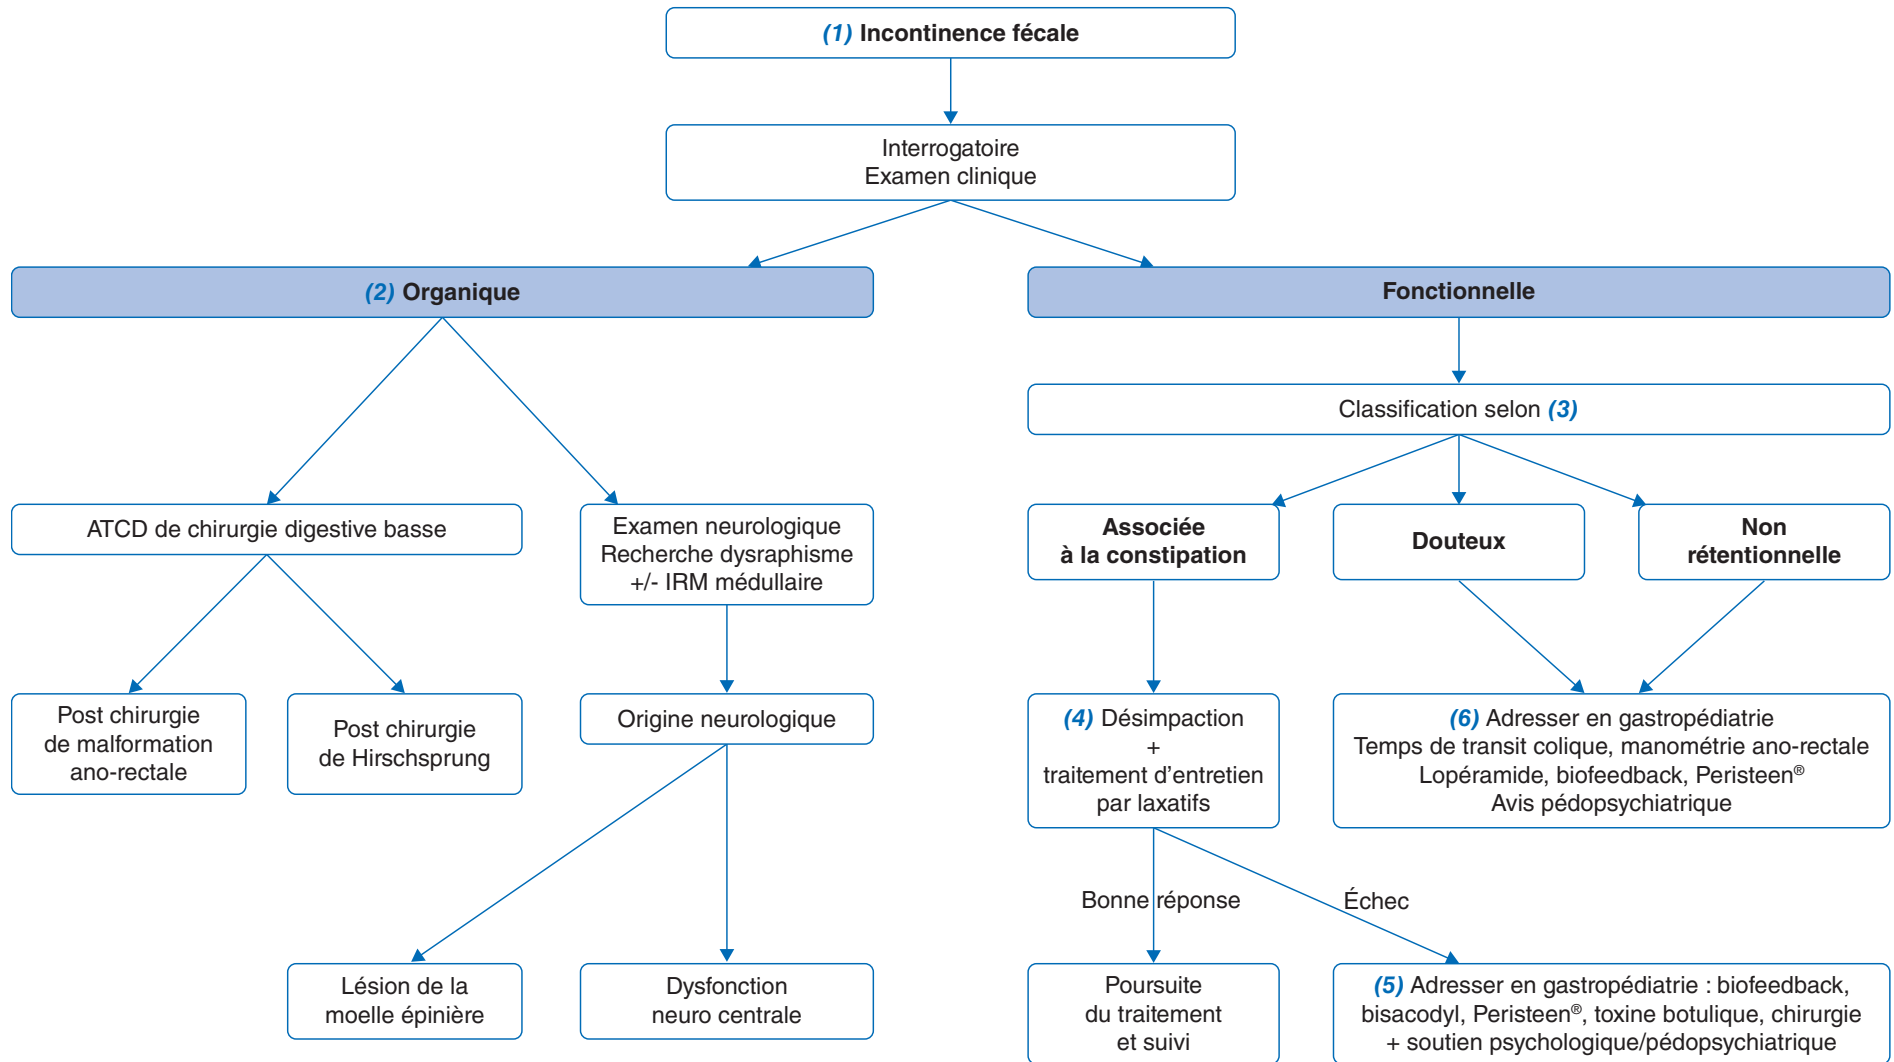 (1) Incontinence fécale
Interrogatoire
Examen clinique
(2) Organique
Fonctionnelle
Classification selon (3)
ATCD de chirurgie digestive basse
Examen neurologique
Recherche dysraphisme
+/- IRM médullaire
Associée
à la constipation
Douteux
Non
rétentionnelle
Post chirurgie
de malformation
ano-rectale
Post chirurgie
de Hirschsprung
Origine neurologique
(4) Désimpaction
+
traitement d’entretien
par laxatifs
(6) Adresser en gastropédiatrie
Temps de transit colique, manométrie ano-rectale
Lopéramide, biofeedback, Peristeen®
Avis pédopsychiatrique
Bonne réponse
Échec
Lésion de la
moelle épinière
Dysfonction
neuro centrale
Poursuite
du traitement
et suivi
(5) Adresser en gastropédiatrie : biofeedback,
bisacodyl, Peristeen®, toxine botulique, chirurgie
+ soutien psychologique/pédopsychiatrique